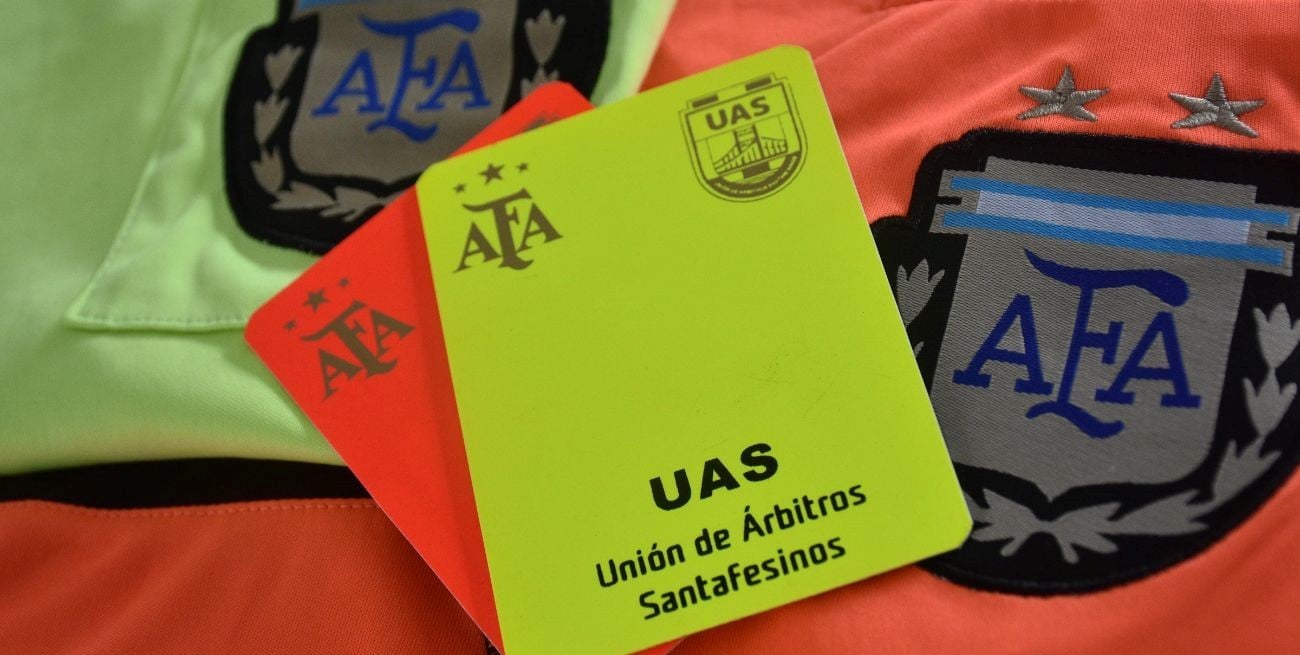 AFA
UAS
AFA
AFA
AFA
UAS
Unión de Árbitros
Santafesinos